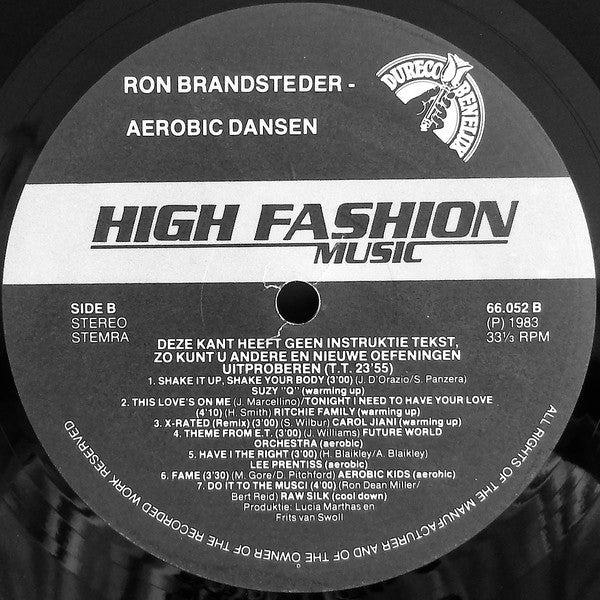 RON BRANDSTEDER -
AEROBIC DANSEN
DURECO BENELUX
HIGH FASHION
MUSIC
SIDE B
STEREO
STEMRA
66.052 B
(P) 1983
33⅓ RPM
DEZE KANT HEEFT GEEN INSTRUKTIE TEKST,
ZO KUNT U ANDERE EN NIEUWE OEFENINGEN
UITPROBEREN (T.T. 23'55)
1. SHAKE IT UP, SHAKE YOUR BODY (3'00) (J. D'Orazio/S. Panzera)
SUZY "Q" (warming up)
2. THIS LOVE'S ON ME (J. Marcellino)/TONIGHT I NEED TO HAVE YOUR LOVE
(4'10) (H. Smith) RITCHIE FAMILY (warming up)
3. X-RATED (Remix) (3'00) (S. Wilbur) CAROL JIANI (warming up)
4. THEME FROM E.T. (3'00) (J. Williams) FUTURE WORLD
ORCHESTRA (aerobic)
5. HAVE I THE RIGHT (3'00) (H. Blaikley/A. Blaikley)
LEE PRENTISS (aerobic)
6. FAME (3'30) (M. Gore/D. Pitchford) AEROBIC KIDS (aerobic)
7. DO IT TO THE MUSCI (4'00) (Ron Dean Miller/
Bert Reid) RAW SILK (cool down)
Produktie: Lucia Marthas en
Frits van Swoll
ALL RIGHTS OF THE MANUFACTURER AND OF THE OWNER OF THE RECORDED WORK RESERVED